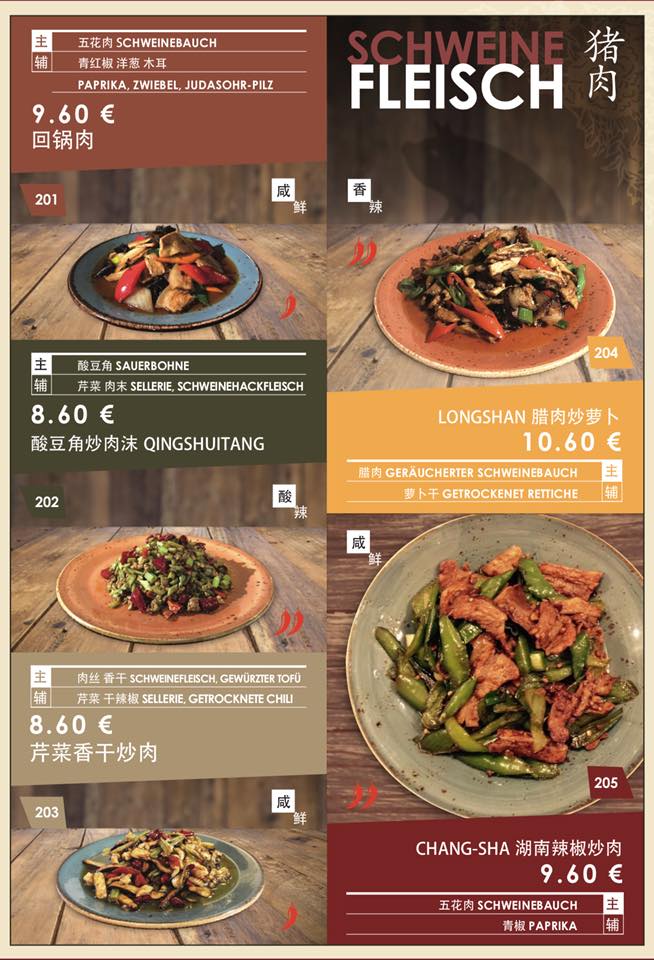 主 五花肉 SCHWEINEBAUCH
辅 青红椒 洋葱 木耳
PAPRIKA, ZWIEBEL, JUDASOHR-PILZ
9.60 €
回锅肉
201
咸鲜
主 酸豆角 SAUERBOHNE
辅 芹菜 肉末 SELLERIE, SCHWEINEHACKFLEISCH
8.60 €
酸豆角炒肉沫 QINGSHUITANG
202
酸辣
主 肉丝 香干 SCHWEINEFLEISCH, GEWÜRZTER TOFÜ
辅 芹菜 干辣椒 SELLERIE, GETROCKNETE CHILI
8.60 €
芹菜香干炒肉
203
咸鲜
SCHWEINE
FLEISCH
猪肉
香辣
204
LONGSHAN 腊肉炒萝卜
10.60 €
腊肉 GERÄUCHERTER SCHWEINEBAUCH 主
萝卜干 GETROCKENET RETTICHE 辅
咸鲜
205
CHANG-SHA 湖南辣椒炒肉
9.60 €
五花肉 SCHWEINEBAUCH 主
青椒 PAPRIKA 辅